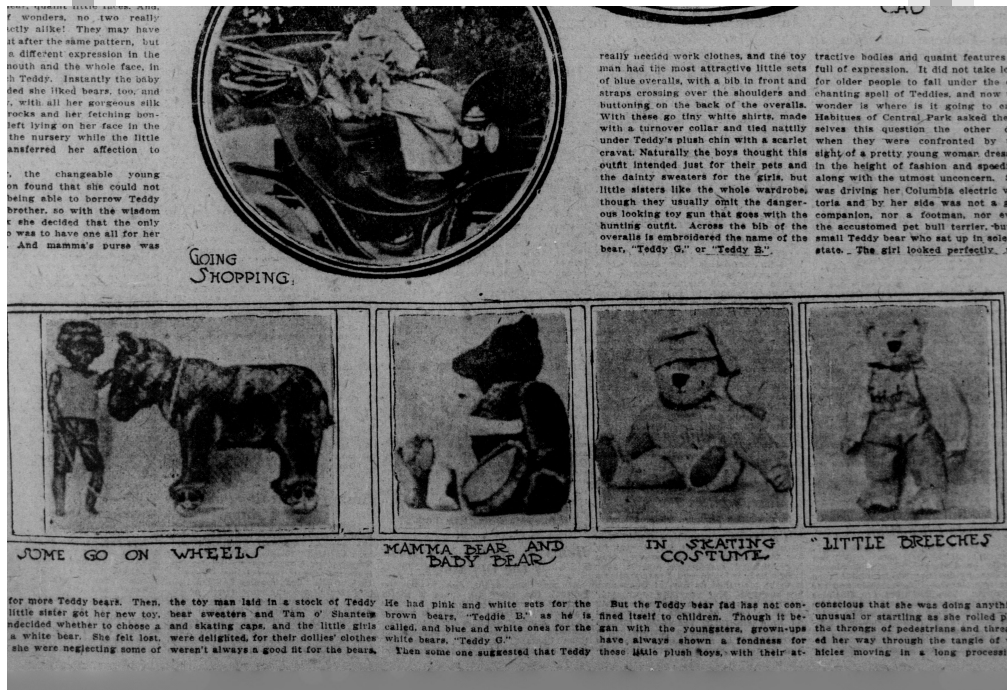 wonders, no two really
alike! They may have
after the same pattern, but
a different expression in the
mouth and the whole face, in
Teddy. Instantly the baby
she liked bears, too, and
with all her gorgeous silk
and her fetching
left lying on her face in the
the nursery while the little
her affection to
the changeable young
found that she could not
being able to borrow Teddy
brother, so with the wisdom
she decided that the only
was to have one all for her
And mamma's purse was
GOING
SHOPPING.
really needed work clothes, and the toy
man had the most attractive little sets
of blue overalls, with a bib in front and
straps crossing over the shoulders and
buttoning on the back of the overalls.
With these go tiny white shirts, made
with a turnover collar and tied nattily
under Teddy's plush chin with a scarlet
cravat. Naturally the boys thought this
outfit intended just for their pets and
the dainty sweaters for the girls, but
little sisters like the whole wardrobe,
though they usually omit the danger-
ous looking toy gun that goes with the
hunting outfit. Across the bib of the
overalls is embroidered the name of the
bear, "Teddy G." or "Teddy B."
tractive bodies and quaint features
full of expression. It did not take
for older people to fall under the
chanting spell of Teddies, and now
wonder is where is it going to
Habitues of Central Park asked
selves this question the other
when they were confronted by
sight of a pretty young woman
in the height of fashion and
along with the utmost unconcern.
was driving her Columbia electric
toria and by her side was not a
companion, nor a footman, nor
the accustomed pet bull terrier,
small Teddy bear who sat up in
state. The girl looked perfectly
SOME GO ON WHEELS
MAMMA BEAR AND
BABY BEAR
IN SKATING
COSTUME
"LITTLE BREECHES
for more Teddy bears. Then,
little sister got her new toy,
whether to choose a
a white bear. She felt lost,
she were neglecting some of
the toy man laid in a stock of Teddy
bear sweaters and Tam o' Shanters
and skating caps, and the little girls
were delighted, for their dollies' clothes
weren't always a good fit for the bears.
He had pink and white sets for the
brown bears, "Teddie B." as he is
called, and blue and white ones for the
white bears, "Teddy G."
Then some one suggested that Teddy
But the Teddy bear fad has not con-
fined itself to children. Though it be-
gan with the youngsters, grown-ups
have always shown a fondness for
those little plush toys, with their at-
conscious that she was doing
unusual or startling as she rolled
the throngs of pedestrians and
ed her way through the tangle of
hicles moving in a long